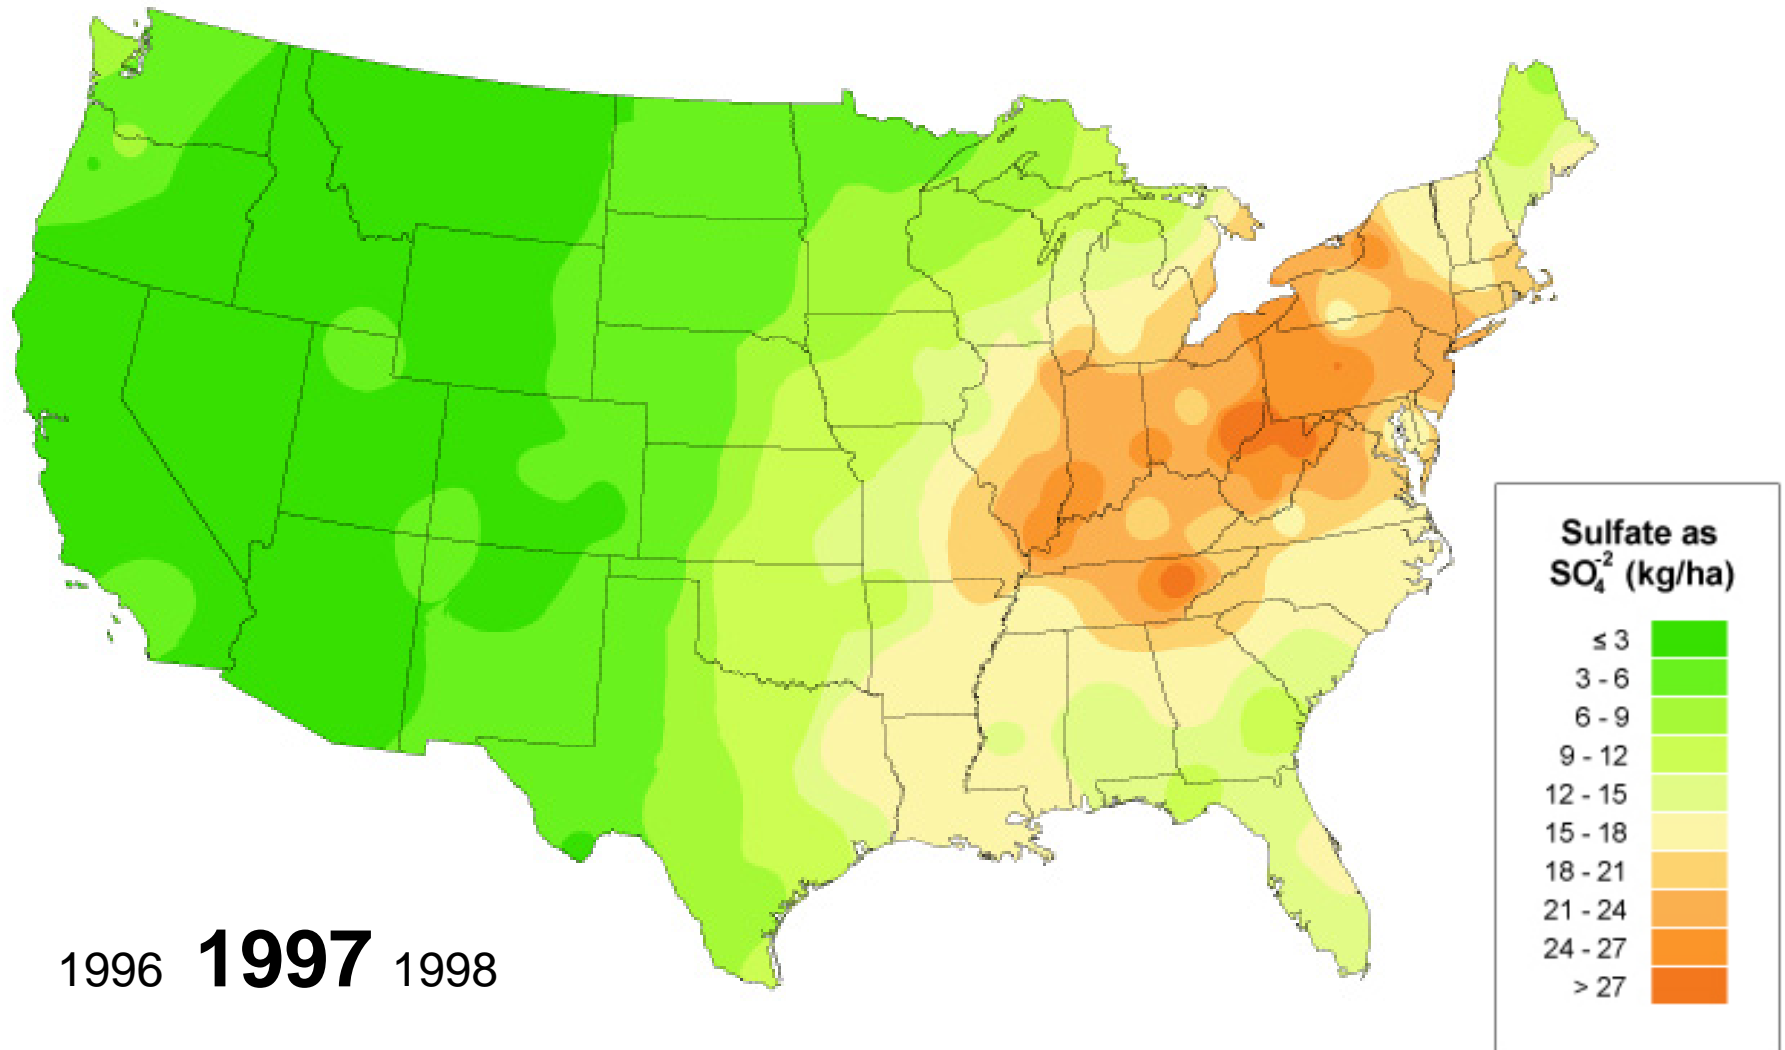 Sulfate as
SO₄⁻² (kg/ha)
≤ 3
3 - 6
6 - 9
9 - 12
12 - 15
15 - 18
18 - 21
21 - 24
24 - 27
> 27
1996 1997 1998